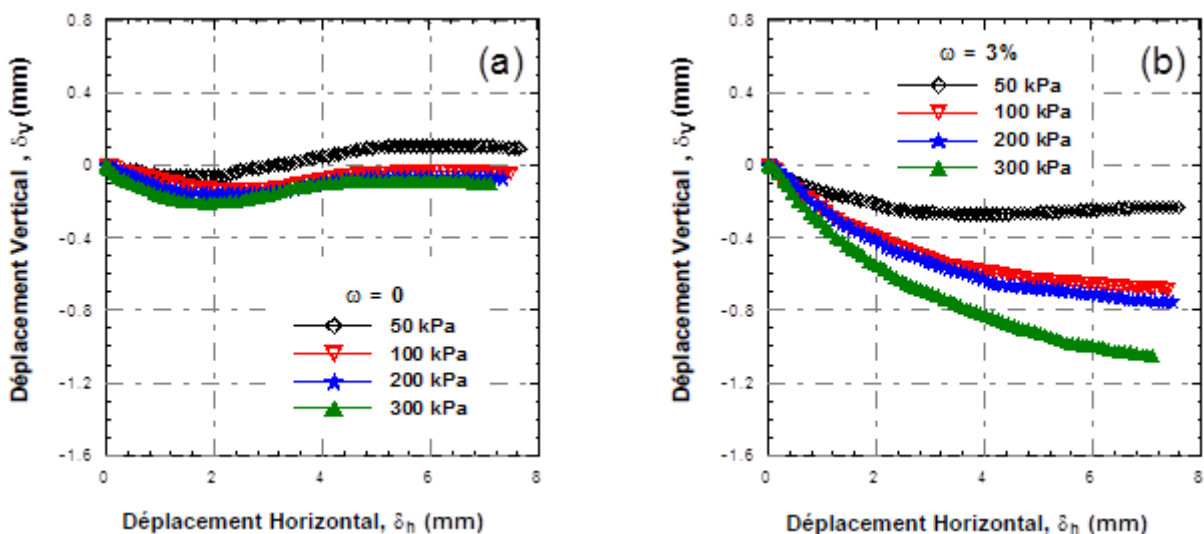 Déplacement Vertical , δv (mm)
0.8
0.4
0
-0.4
-0.8
-1.2
-1.6
(a)
ω = 0
50 kPa
100 kPa
200 kPa
300 kPa
0 2 4 6 8
Déplacement Horizontal, δh (mm)
Déplacement Vertical , δv (mm)
0.8
0.4
0
-0.4
-0.8
-1.2
-1.6
(b)
ω = 3%
50 kPa
100 kPa
200 kPa
300 kPa
0 2 4 6 8
Déplacement Horizontal, δh (mm)